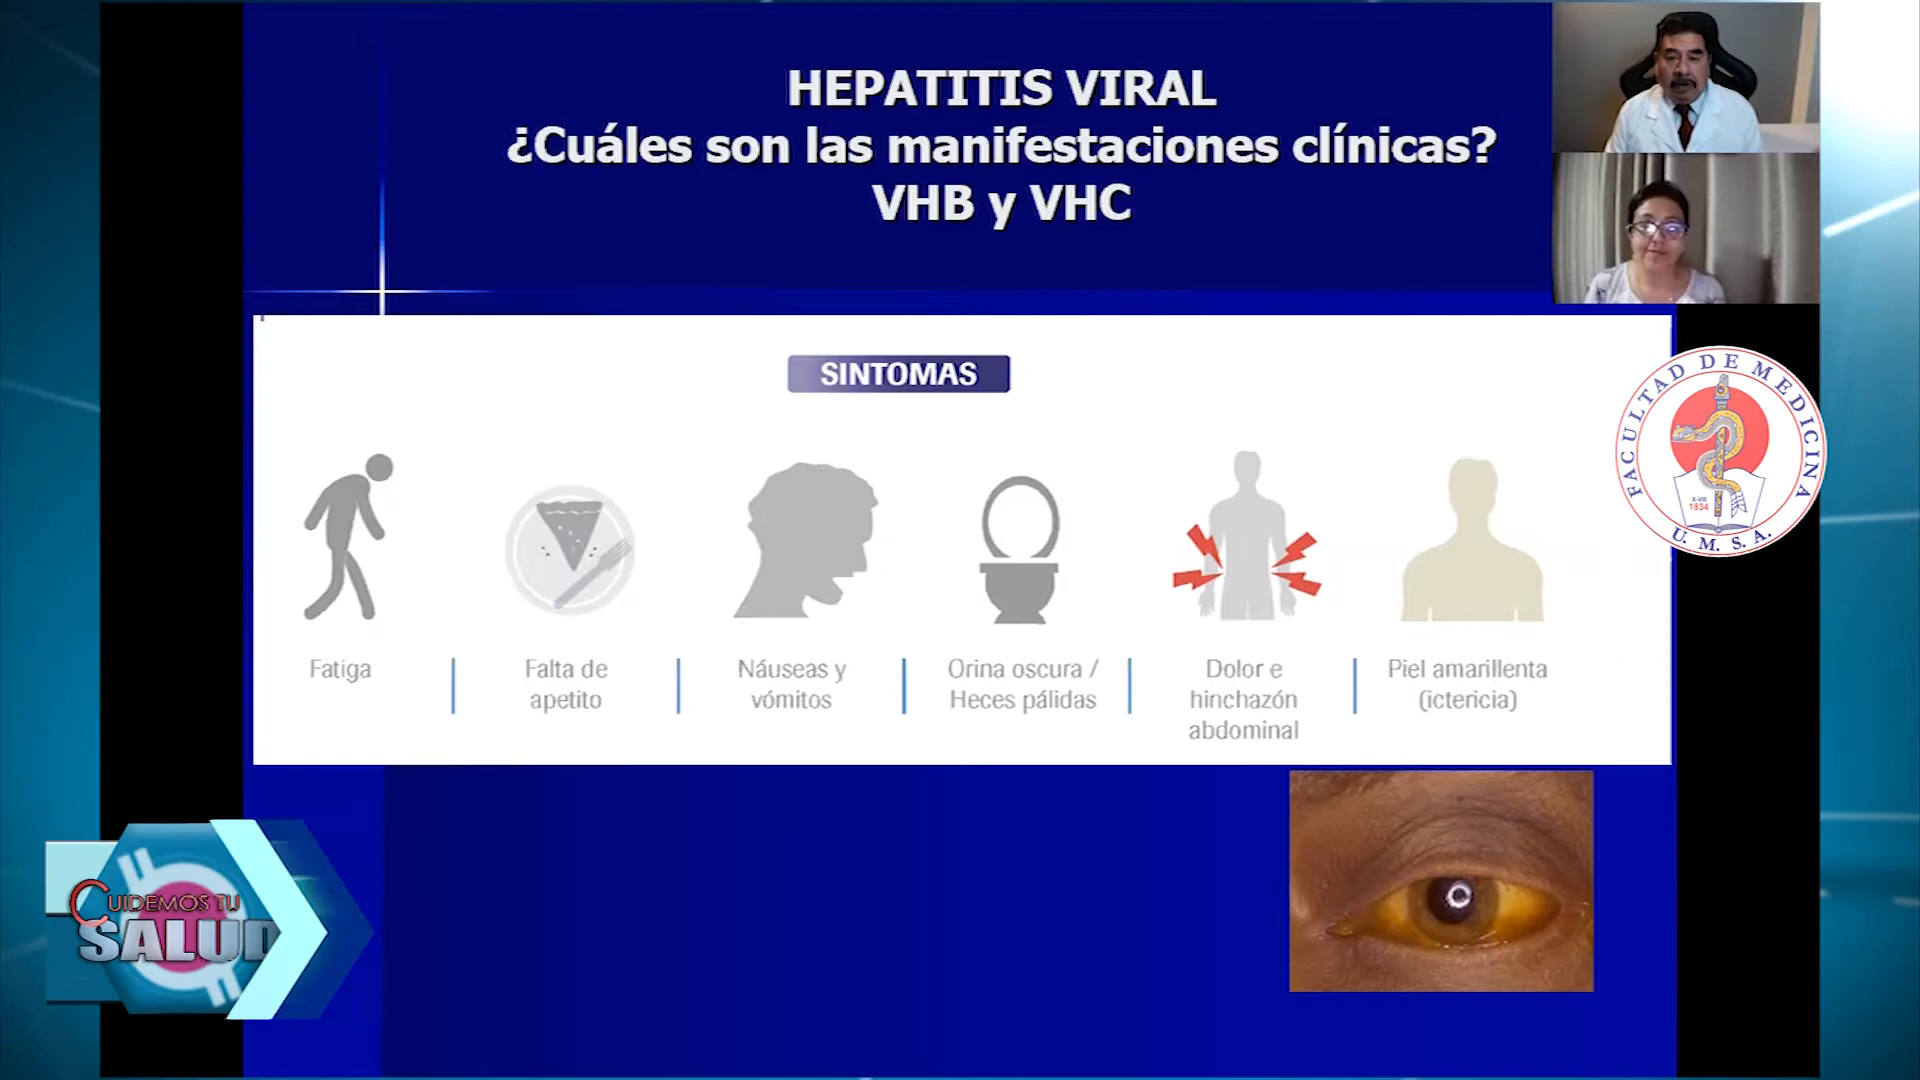 HEPATITIS VIRAL
¿Cuáles son las manifestaciones clínicas?
VHB y VHC
SINTOMAS
Fatiga
Falta de
apetito
Náuseas y
vómitos
Orina oscura /
Heces pálidas
Dolor e
hinchazón
abdominal
Piel amarillenta
(ictericia)
FACULTAD DE MEDICINA
X-VIII
1834
U. M. S. A.
CUIDEMOS TU
SALUD